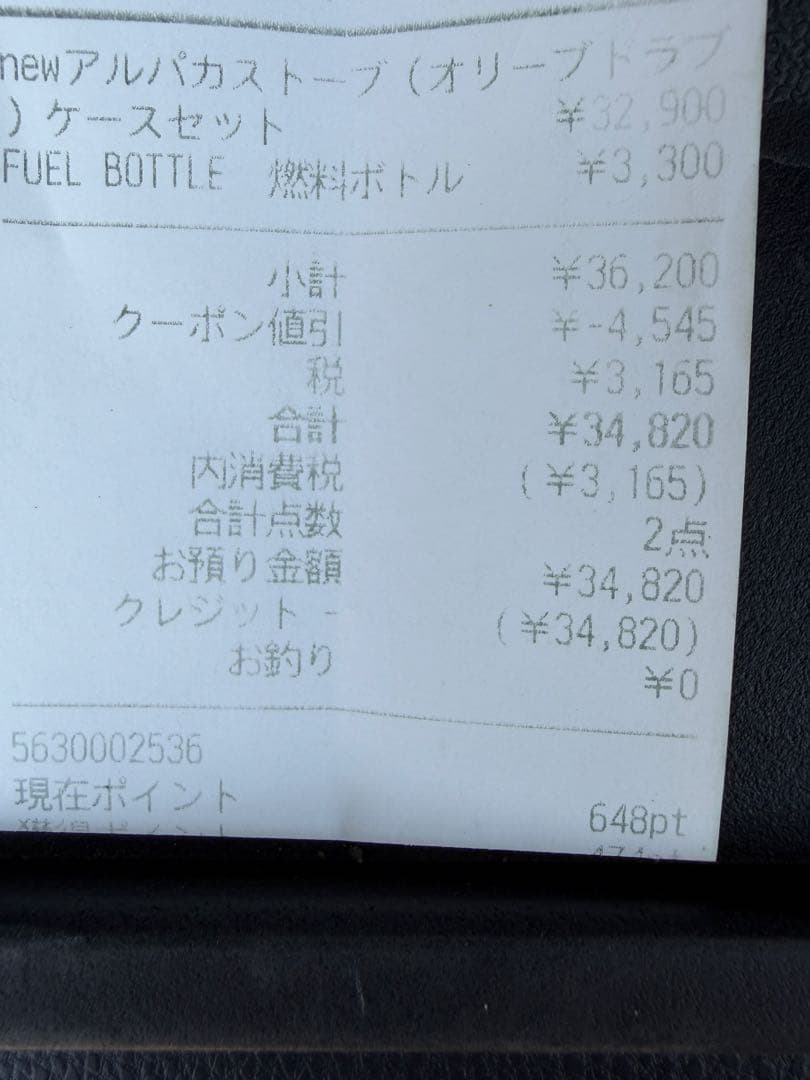 newアルパカストーブ(オリーブドラブ
)ケースセット ¥32,900
FUEL BOTTLE 燃料ボトル ¥3,300
小計 ¥36,200
クーポン値引 ¥-4,545
税 ¥3,165
合計 ¥34,820
内消費税 (¥3,165)
合計点数 2点
お預り金額 ¥34,820
クレジット - (¥34,820)
お釣り ¥0
5630002536
現在ポイント 648pt